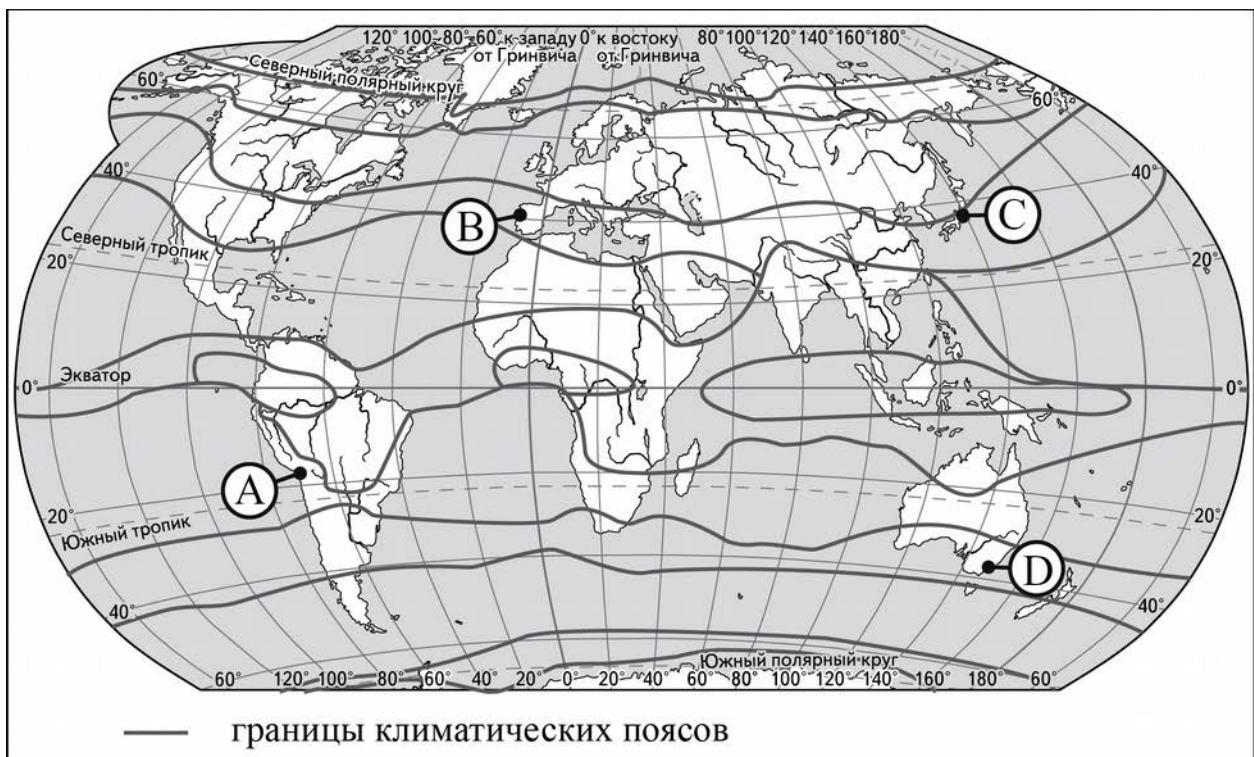 120° 100° 80° 60° к западу 0° к востоку 80° 100° 120° 140° 160° 180°
от Гринвича от Гринвича
Северный полярный круг
60° 60°
40° 40°
B C
Северный тропик
20° 20°
Экватор
0° 0°
A
20° 20°
Южный тропик
D
40° 40°
Южный полярный круг
60° 120° 100° 80° 60° 40° 20° 0° 20° 40° 60° 80° 100° 120° 140° 160° 180° 60°
границы климатических поясов